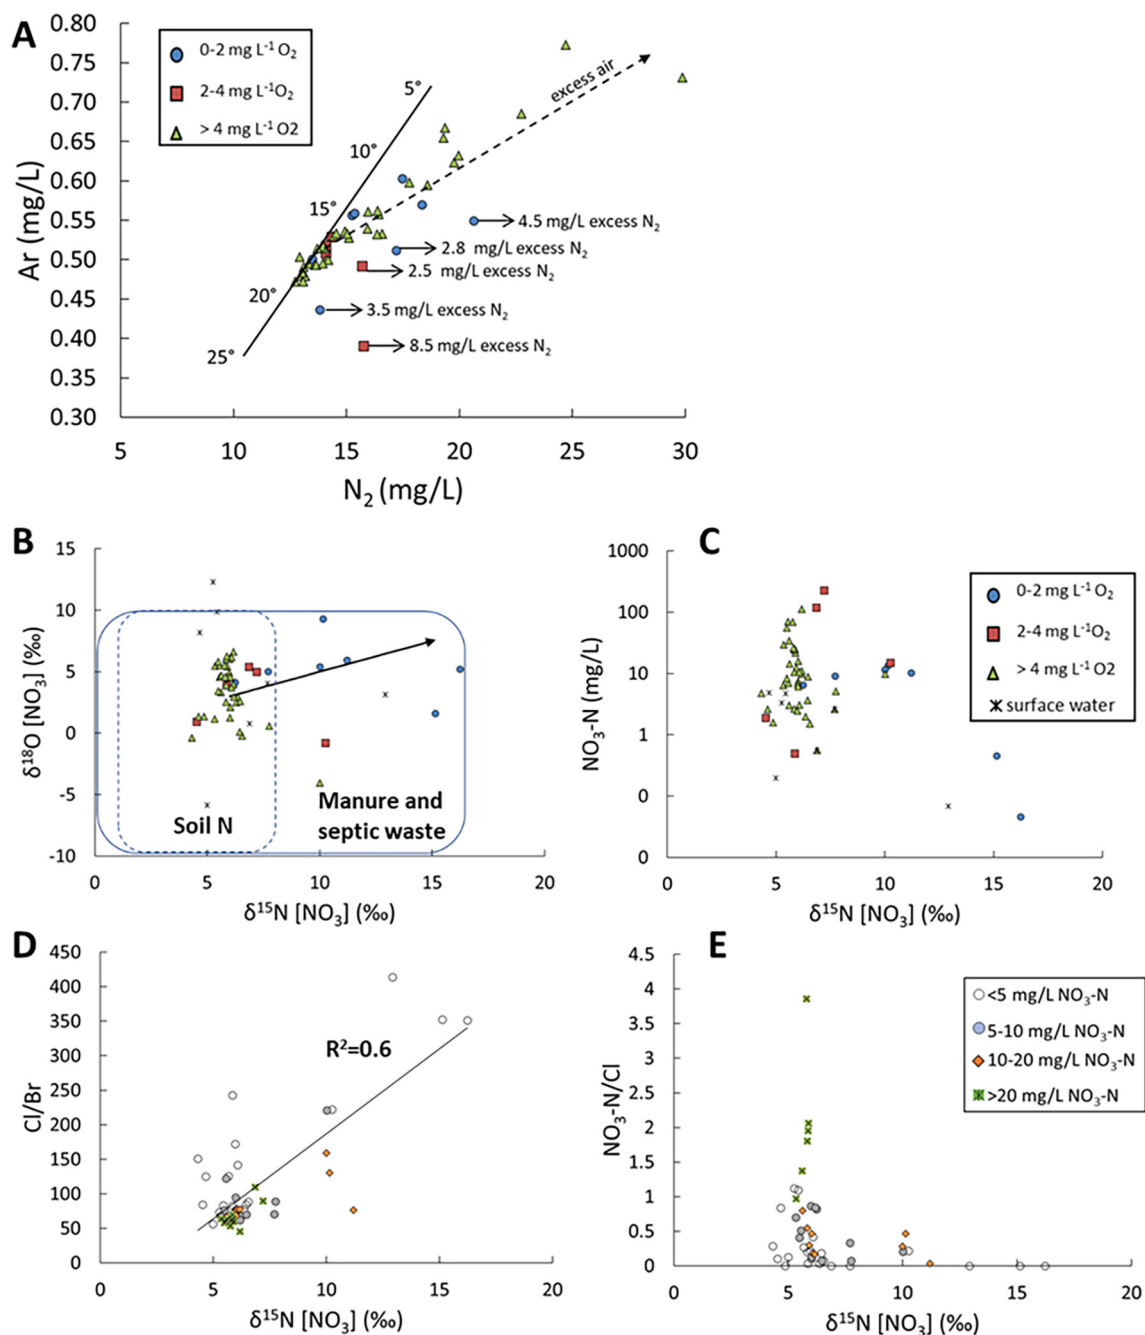 A
0-2 mg L⁻¹ O₂
2-4 mg L⁻¹O₂
> 4 mg L⁻¹ O2
0.80
0.75
0.70
0.65
0.60
0.55
0.50
0.45
0.40
0.35
0.30
Ar (mg/L)
5°
10°
15°
20°
25°
excess air
4.5 mg/L excess N₂
2.8 mg/L excess N₂
2.5 mg/L excess N₂
3.5 mg/L excess N₂
8.5 mg/L excess N₂
5 10 15 20 25 30
N₂ (mg/L)
B
15
10
5
0
-5
-10
δ¹⁸O [NO₃] (‰)
Soil N
Manure and
septic waste
0 5 10 15 20
δ¹⁵N [NO₃] (‰)
C
1000
100
10
1
0
0
NO₃-N (mg/L)
0-2 mg L⁻¹ O₂
2-4 mg L⁻¹O₂
> 4 mg L⁻¹ O2
surface water
0 5 10 15 20
δ¹⁵N [NO₃] (‰)
D
450
400
350
300
250
200
150
100
50
0
Cl/Br
R²=0.6
0 5 10 15 20
δ¹⁵N [NO₃] (‰)
E
4.5
4
3.5
3
2.5
2
1.5
1
0.5
0
NO₃-N/Cl
<5 mg/L NO₃-N
5-10 mg/L NO₃-N
10-20 mg/L NO₃-N
>20 mg/L NO₃-N
0 5 10 15 20
δ¹⁵N [NO₃] (‰)